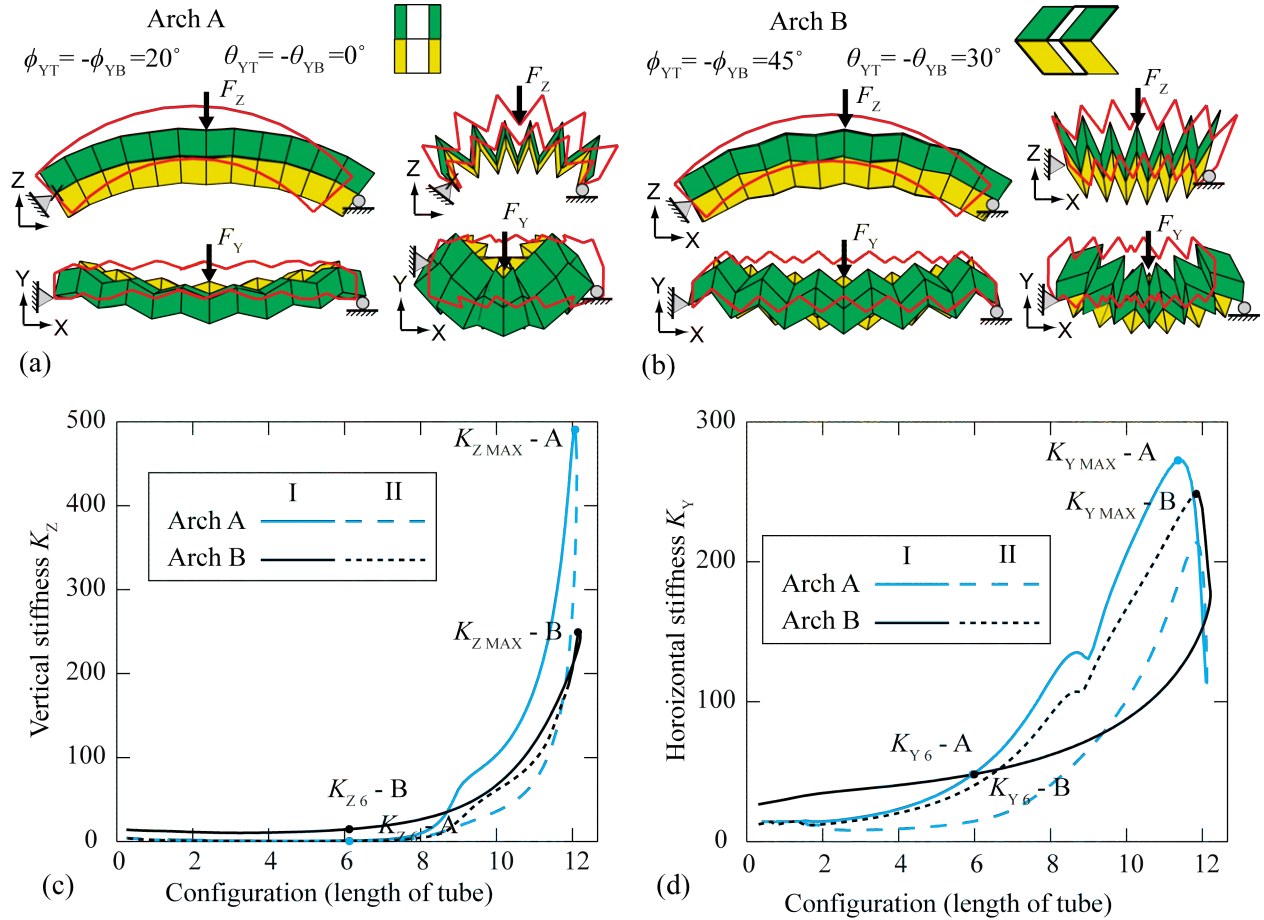 Arch A
ϕYT= -ϕYB=20° θYT= -θYB=0°
FZ
FZ
Z
Y
X
Z
X
X
FY
FY
Y
X
Y
X
(a)
Arch B
ϕYT= -ϕYB=45° θYT= -θYB=30°
FZ
FZ
Z
X
Z
X
FY
FY
Y
X
Y
X
(b)
500
400
300
200
100
0
0 2 4 6 8 10 12
Vertical stiffness KZ
Configuration (length of tube)
I II
Arch A
Arch B
KZ MAX - A
KZ MAX - B
KZ 6 - B
KZ 6 - A
(c)
300
200
100
0
0 2 4 6 8 10 12
Horoizontal stiffness KY
Configuration (length of tube)
KY MAX - A
KY MAX - B
I II
Arch A
Arch B
KY 6 - A
KY 6 - B
(d)